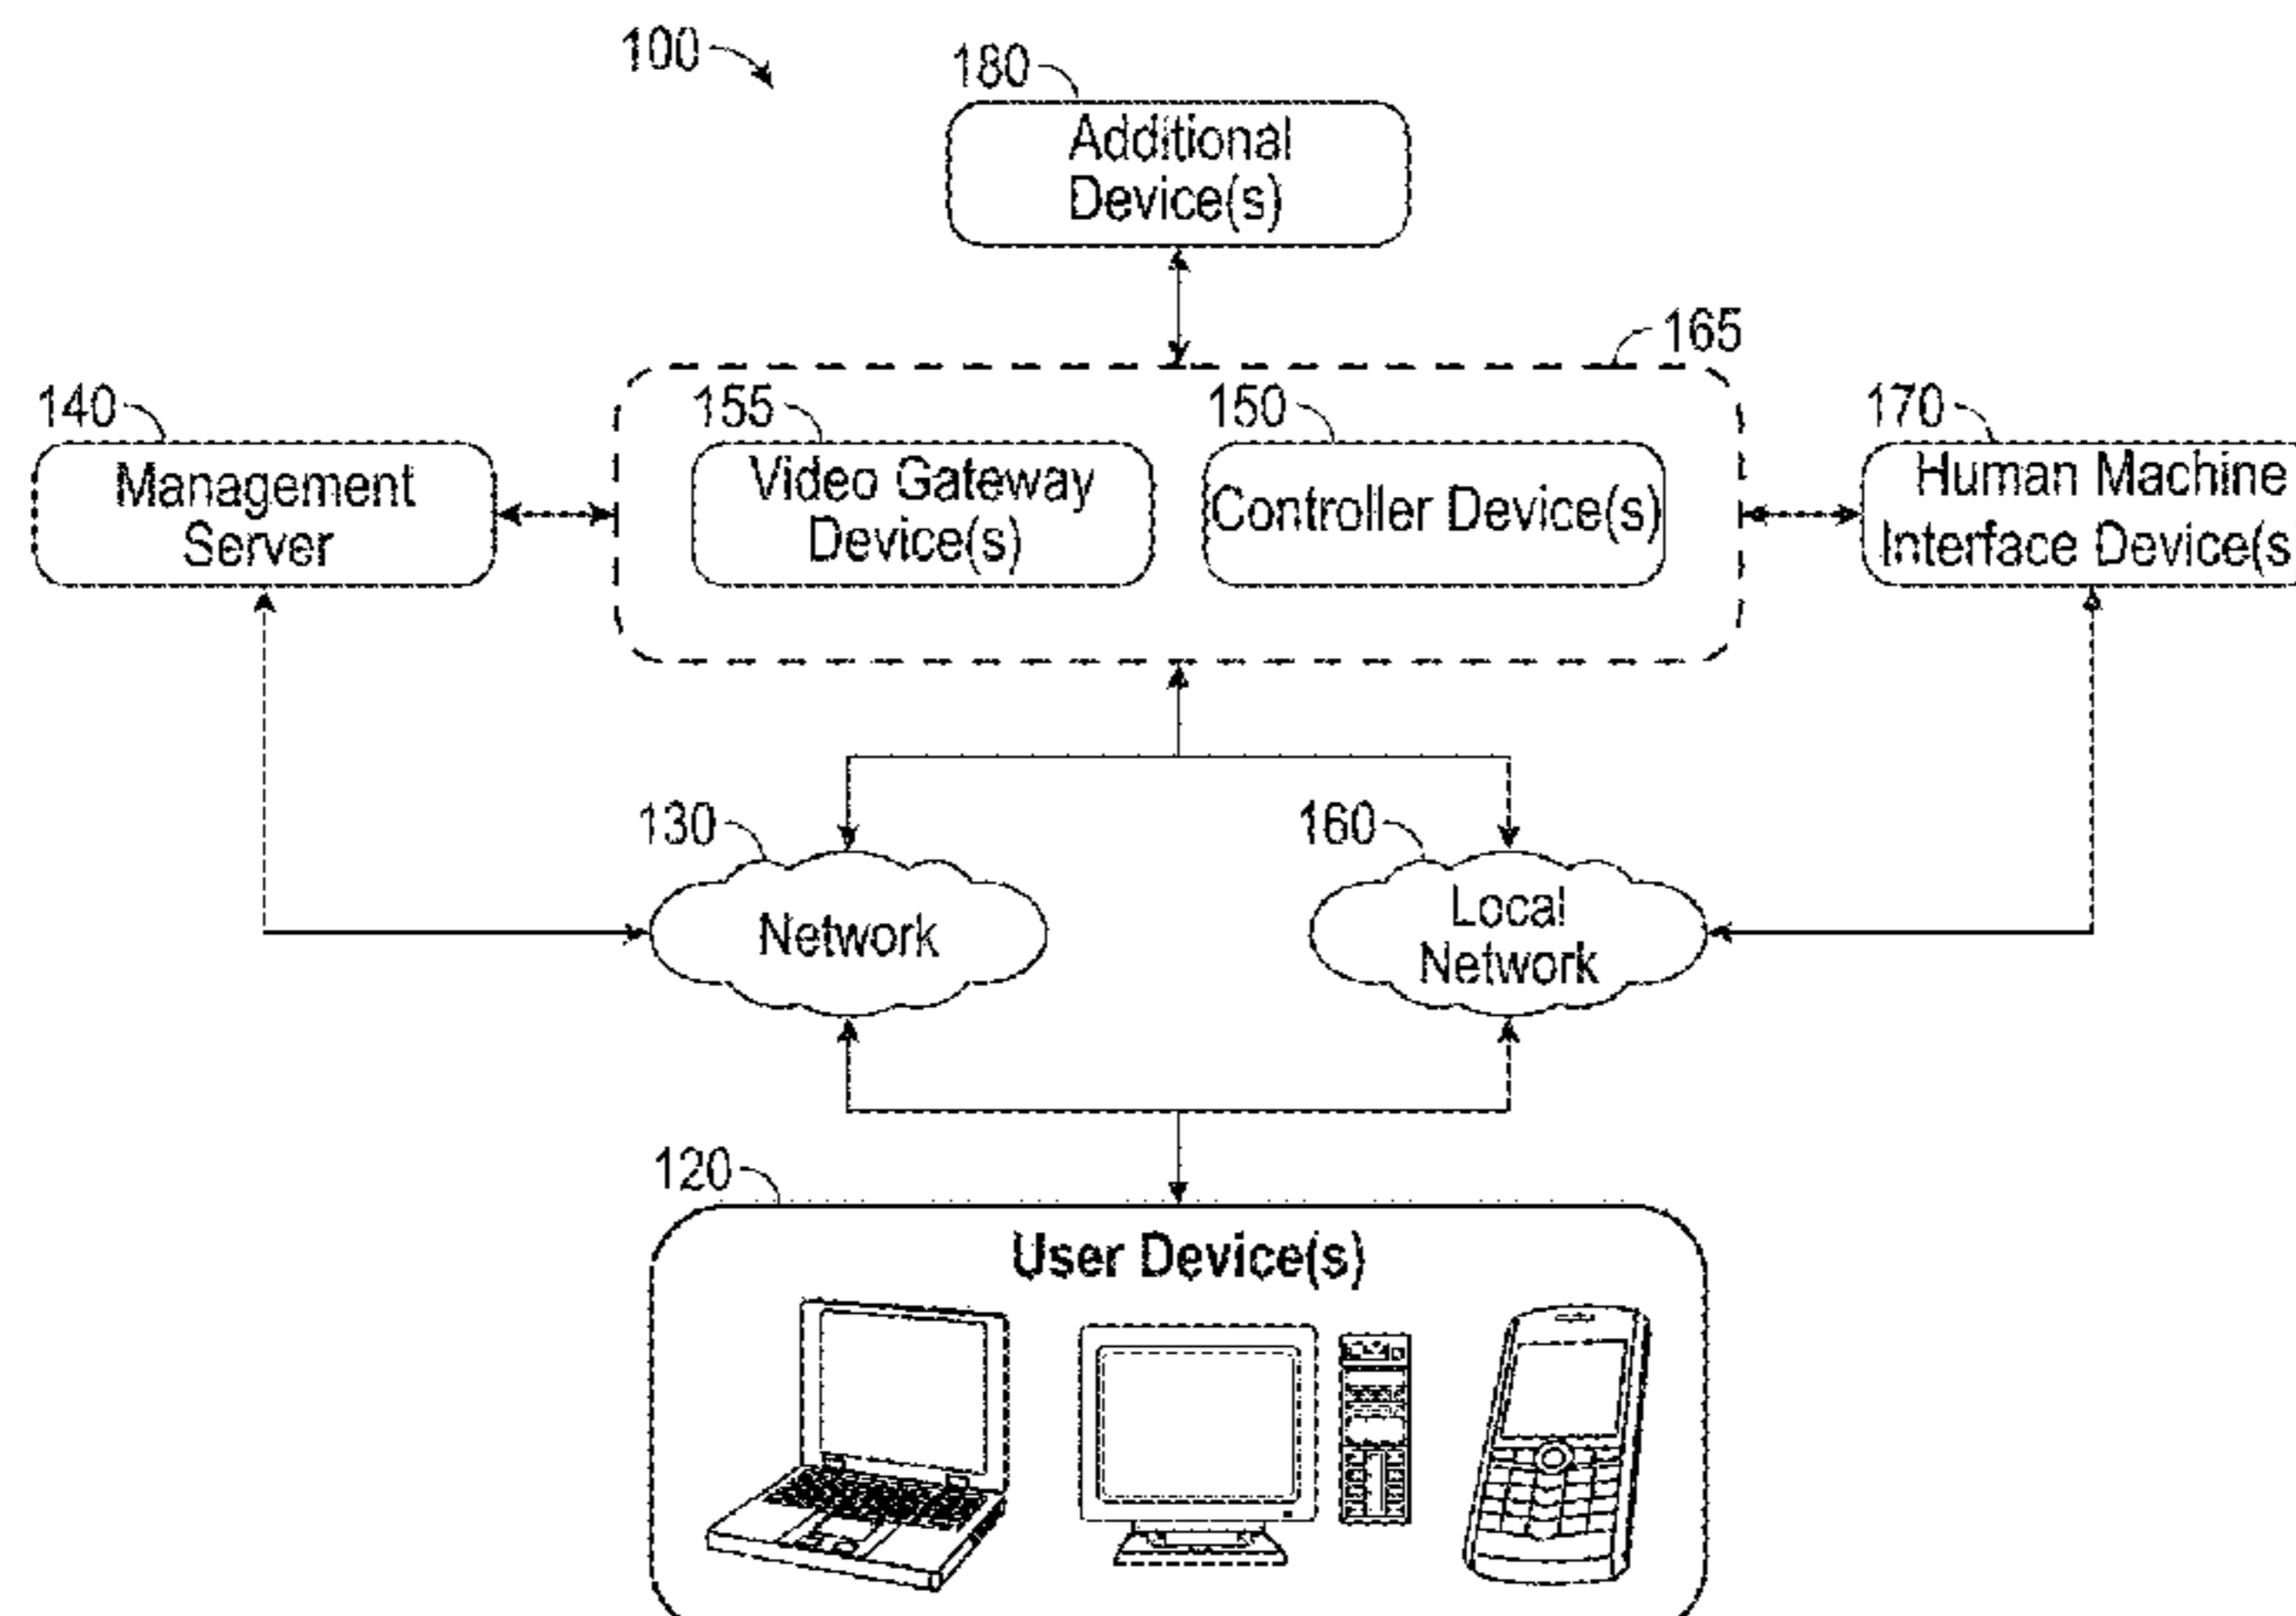 100
180
Additional
Device(s)
165
140
Management
Server
155
Video Gateway
Device(s)
150
Controller Device(s)
170
Human Machine
Interface Device(s
130
Network
160
Local
Network
120
User Device(s)